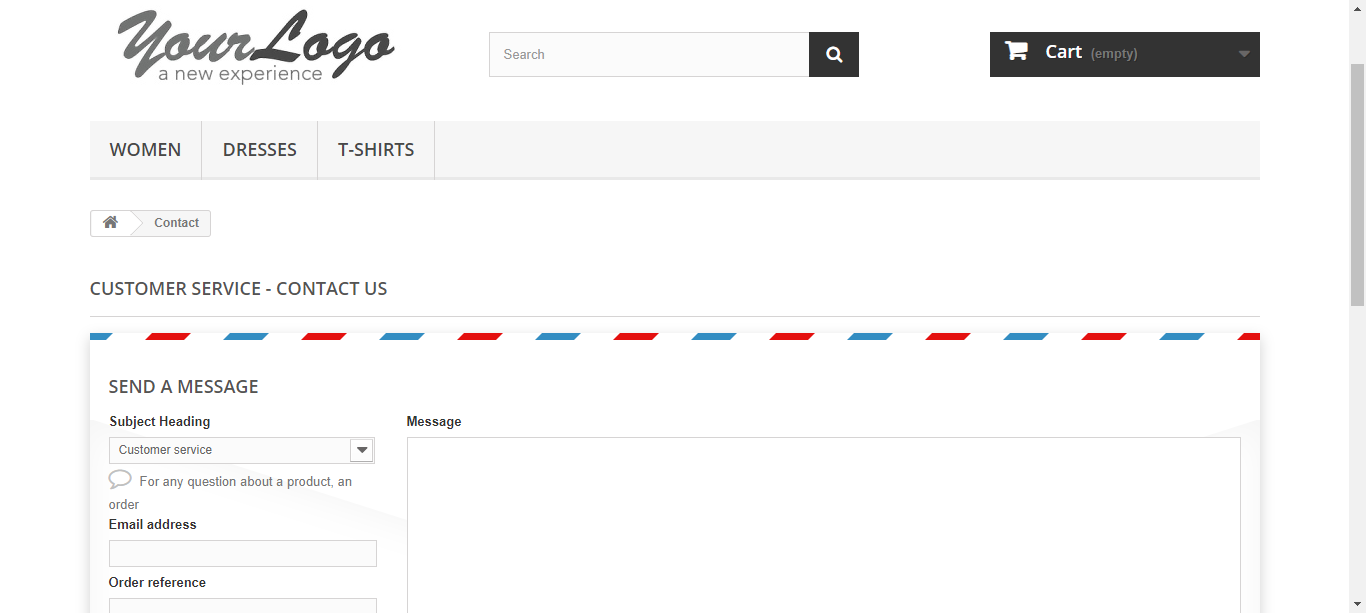 YourLogo
a new experience
Search
Cart (empty)
WOMEN DRESSES T-SHIRTS
Contact
CUSTOMER SERVICE - CONTACT US
SEND A MESSAGE
Subject Heading
Customer service
For any question about a product, an
order
Email address
Order reference
Message